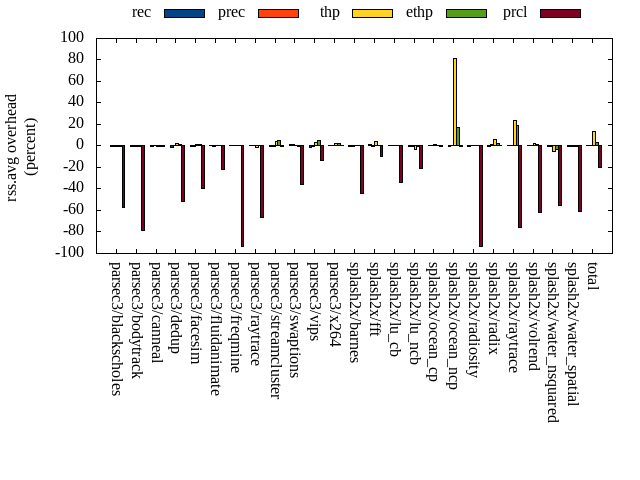 rec prec thp ethp prcl
rss.avg overhead
(percent)
100
80
60
40
20
0
-20
-40
-60
-80
-100
parsec3/blackscholes
parsec3/bodytrack
parsec3/canneal
parsec3/dedup
parsec3/facesim
parsec3/fluidanimate
parsec3/freqmine
parsec3/raytrace
parsec3/streamcluster
parsec3/swaptions
parsec3/vips
parsec3/x264
splash2x/barnes
splash2x/fft
splash2x/lu_cb
splash2x/lu_ncb
splash2x/ocean_cp
splash2x/ocean_ncp
splash2x/radiosity
splash2x/radix
splash2x/raytrace
splash2x/volrend
splash2x/water_nsquared
splash2x/water_spatial
total